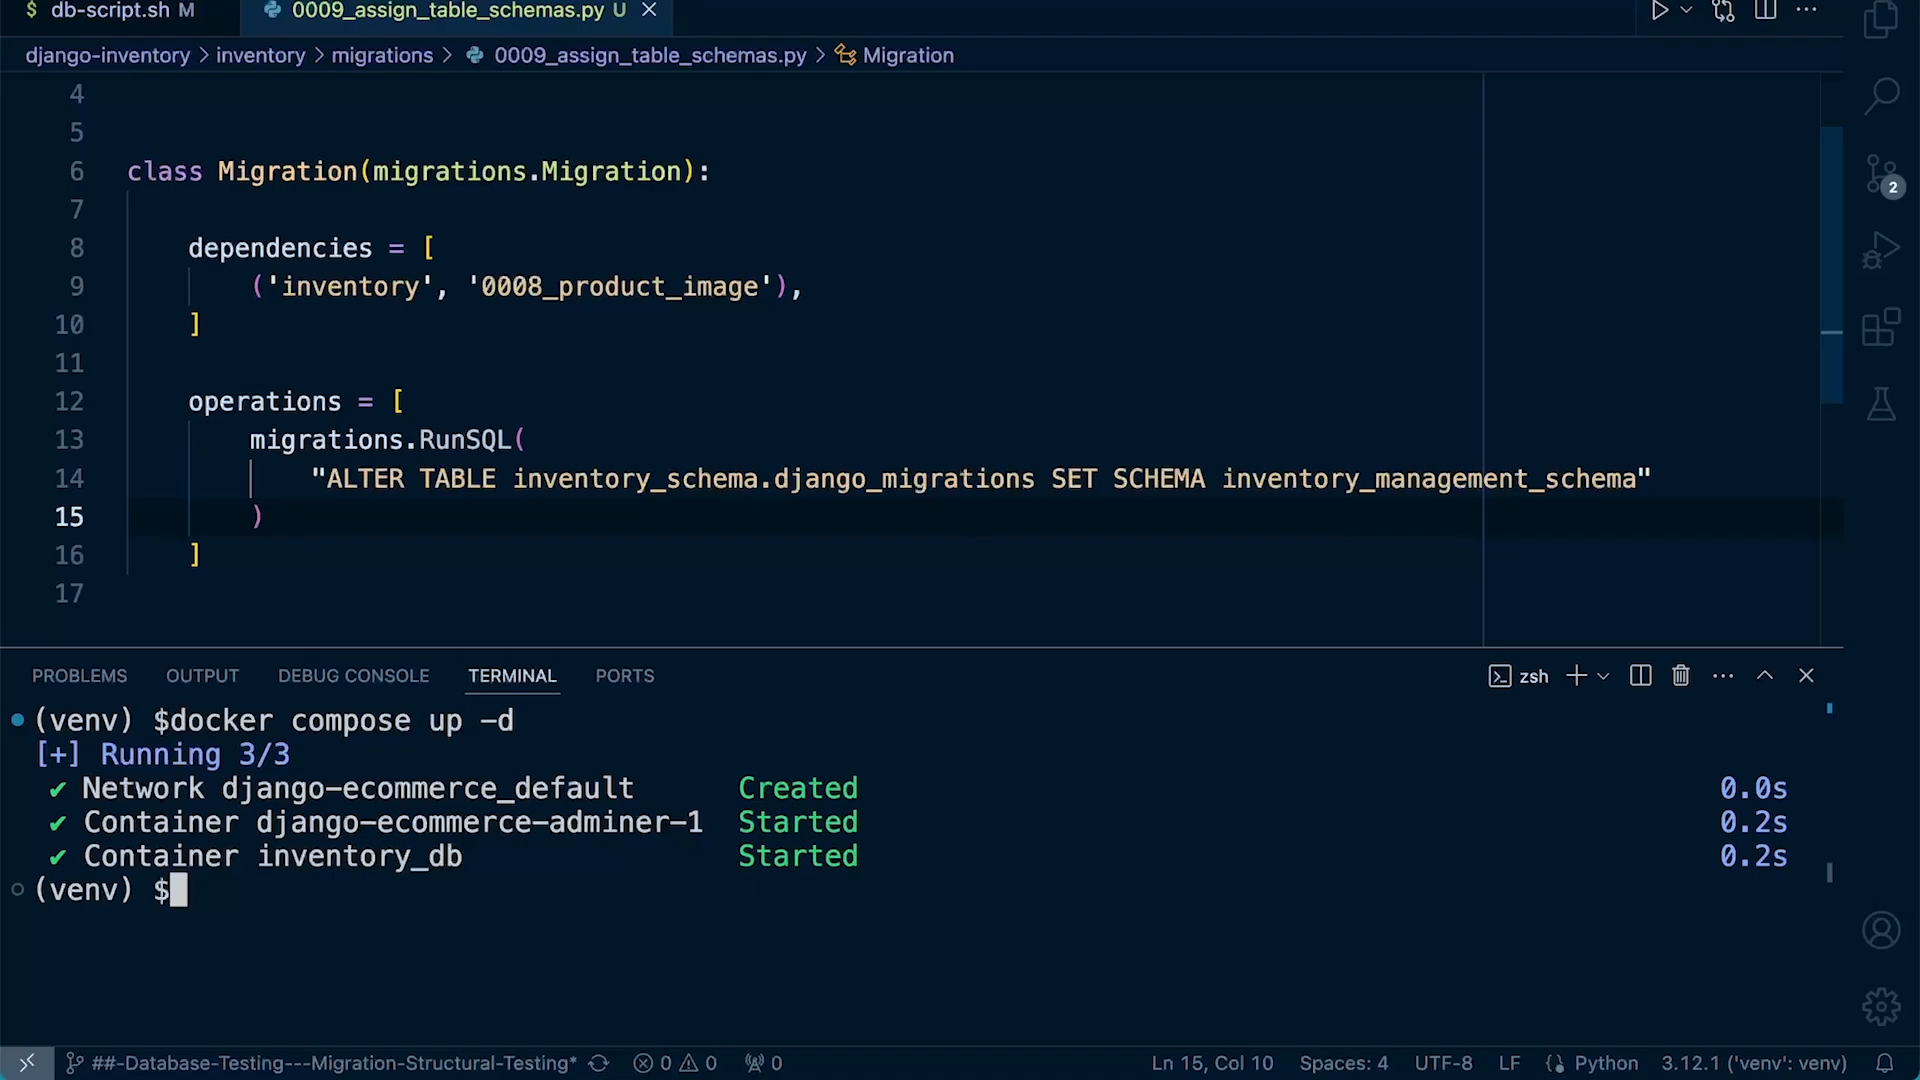 $ db-script.sh M
0009_assign_table_schemas.py U
django-inventory > inventory > migrations > 0009_assign_table_schemas.py > Migration
4
5
6 class Migration(migrations.Migration):
7
8 dependencies = [
9 ('inventory', '0008_product_image'),
10 ]
11
12 operations = [
13 migrations.RunSQL(
14 "ALTER TABLE inventory_schema.django_migrations SET SCHEMA inventory_management_schema"
15 )
16 ]
17
2
PROBLEMS OUTPUT DEBUG CONSOLE TERMINAL PORTS zsh
(venv) $docker compose up -d
[+] Running 3/3
✔ Network django-ecommerce_default Created 0.0s
✔ Container django-ecommerce-adminer-1 Started 0.2s
✔ Container inventory_db Started 0.2s
(venv) $
##-Database-Testing---Migration-Structural-Testing* 0 0 0 Ln 15, Col 10 Spaces: 4 UTF-8 LF Python 3.12.1 ('venv': venv)